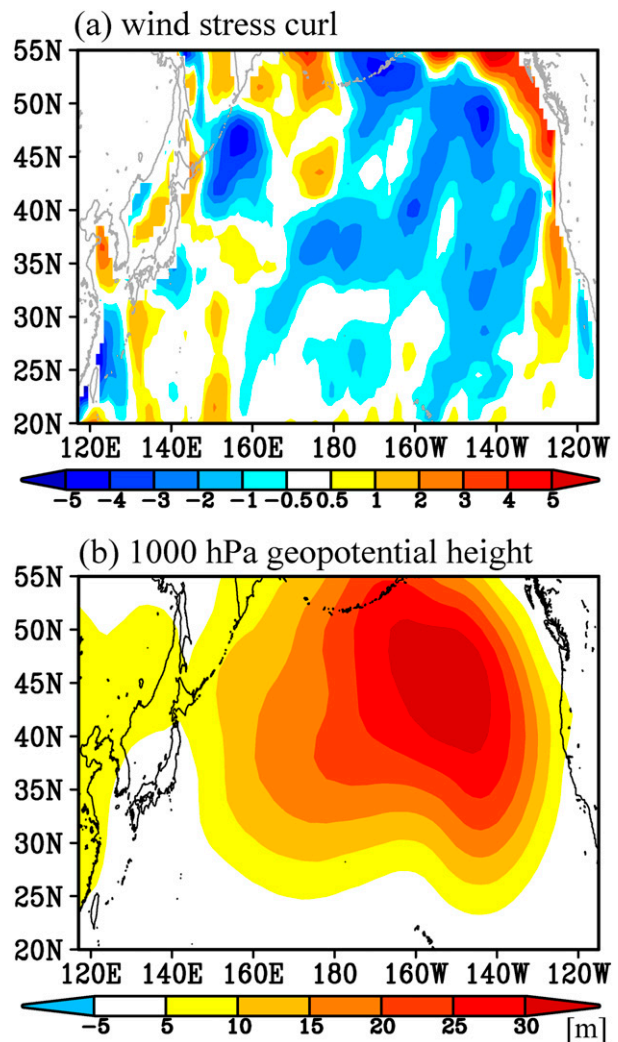 (a) wind stress curl
55N
50N
45N
40N
35N
30N
25N
20N
120E 140E 160E 180 160W 140W 120W
-5 -4 -3 -2 -1 -0.5 0.5 1 2 3 4 5
(b) 1000 hPa geopotential height
55N
50N
45N
40N
35N
30N
25N
20N
120E 140E 160E 180 160W 140W 120W
-5 5 10 15 20 25 30 [m]